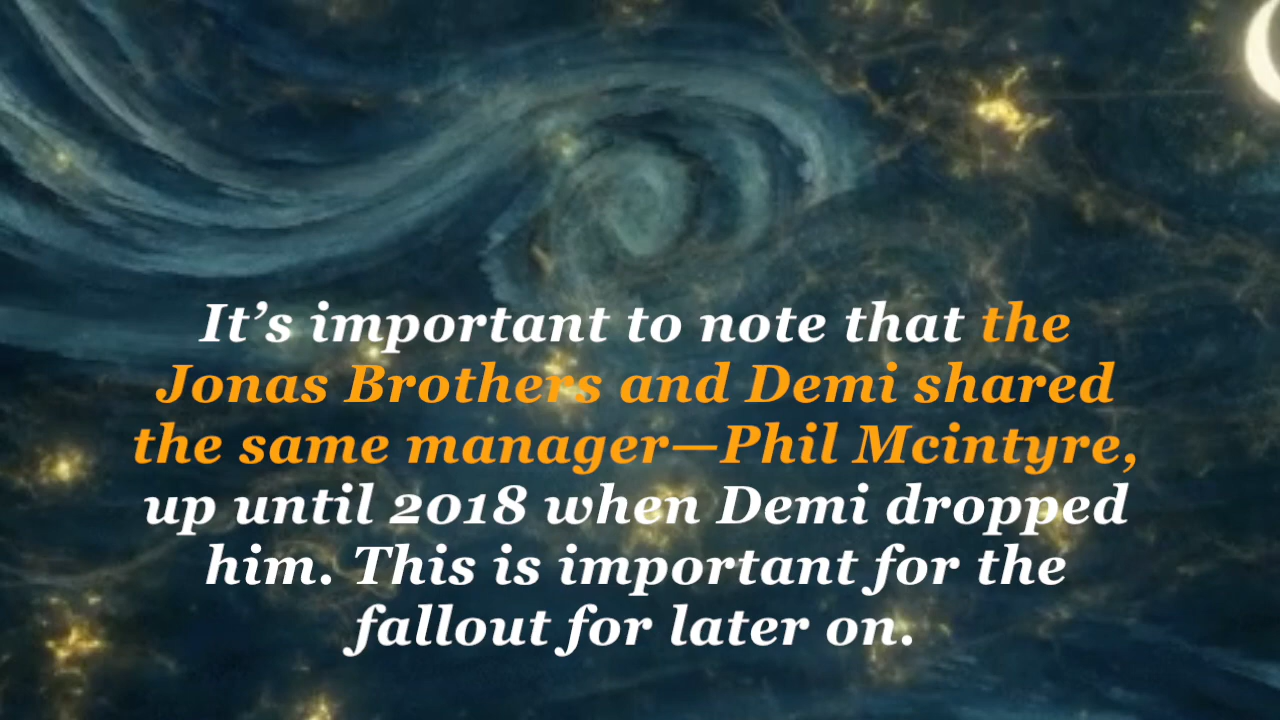 It’s important to note that the
Jonas Brothers and Demi shared
the same manager—Phil Mcintyre,
up until 2018 when Demi dropped
him. This is important for the
fallout for later on.